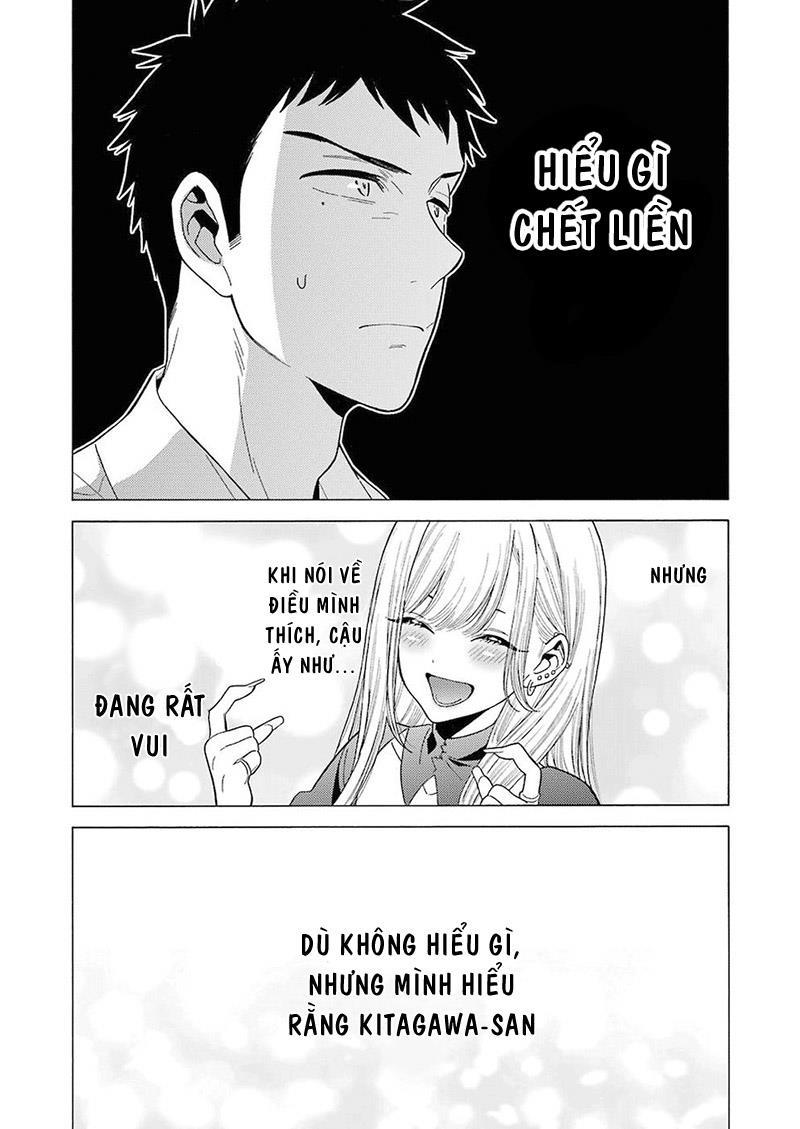 HIỂU GÌ
CHẾT LIỀN
NHƯNG
KHI NÓI VỀ
ĐIỀU MÌNH
THÍCH, CẬU
ẤY NHƯ...
ĐANG RẤT
VUI
DÙ KHÔNG HIỂU GÌ,
NHƯNG MÌNH HIỂU
RẰNG KITAGAWA-SAN